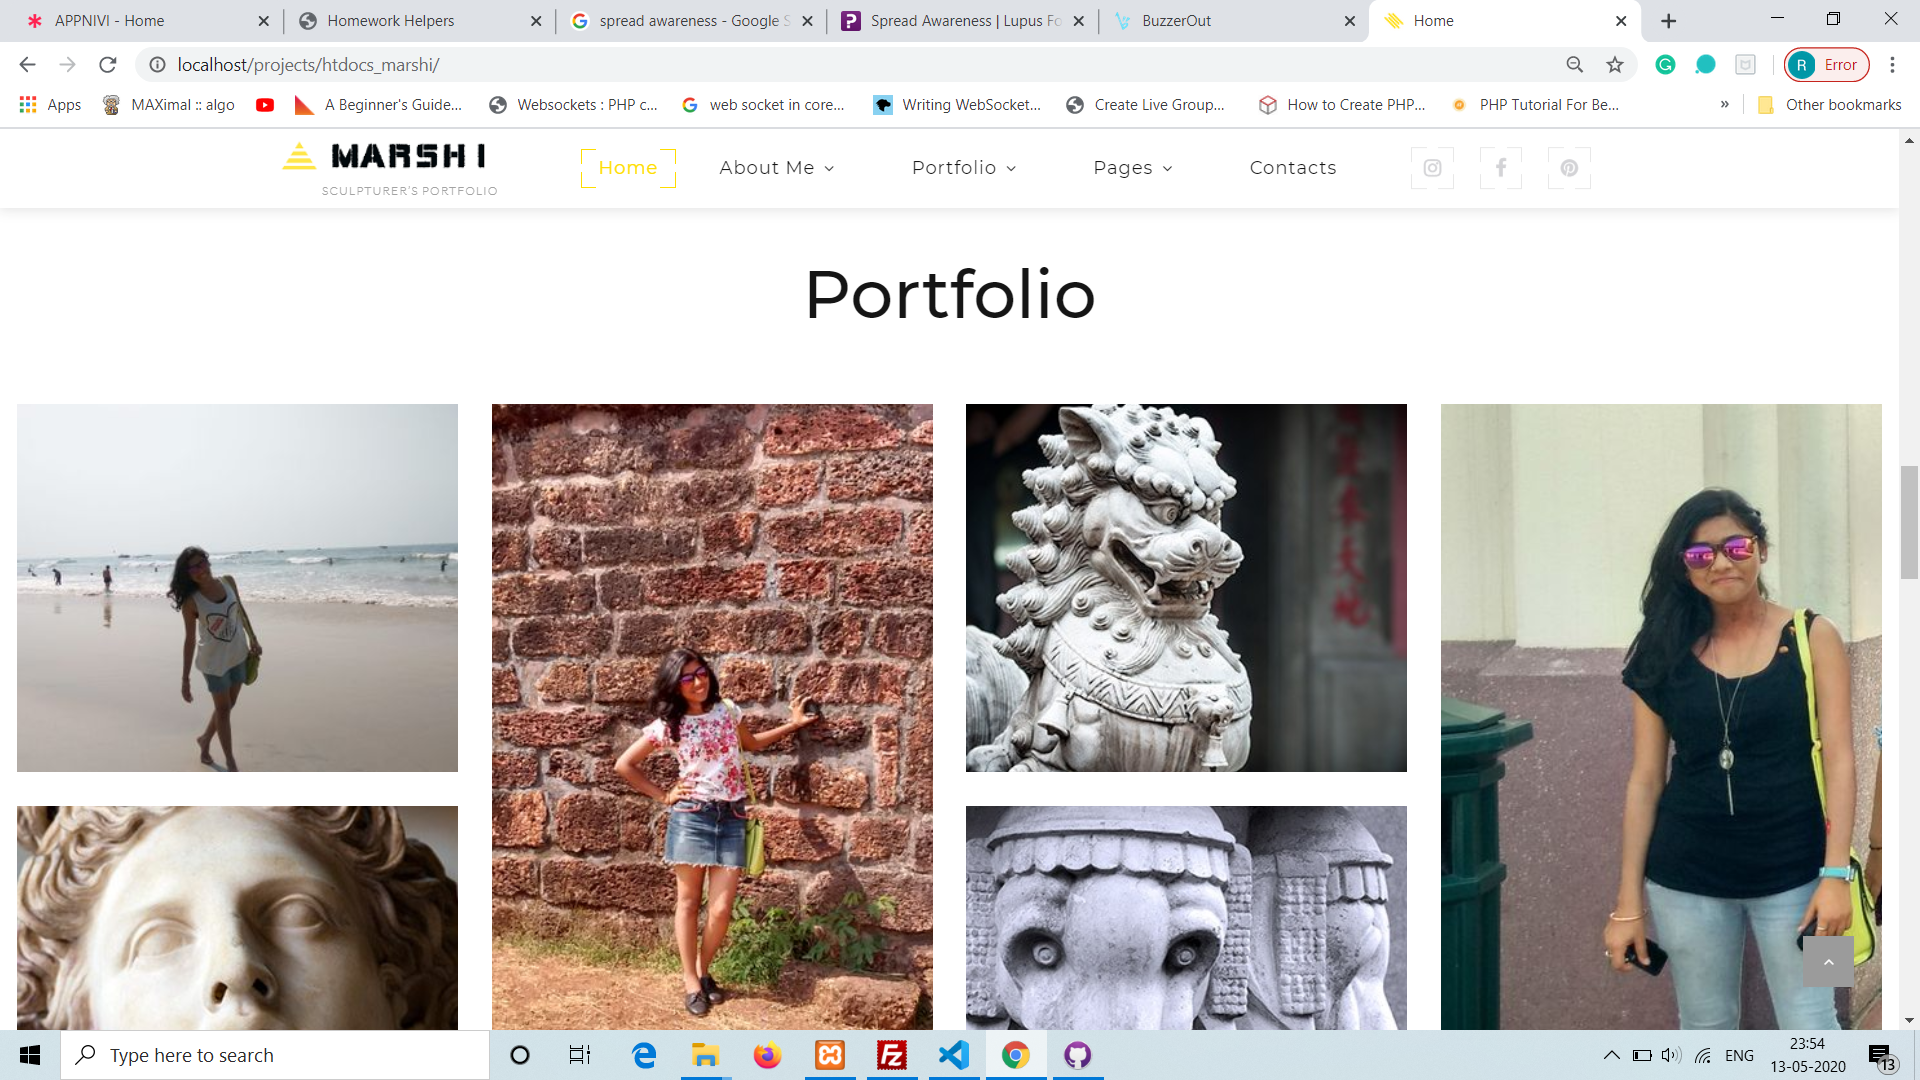 APPNIVI - Home
Homework Helpers
spread awareness - Google S
Spread Awareness | Lupus Fo
BuzzerOut
Home
localhost/projects/htdocs_marshi/
R Error
Apps
MAXimal :: algo
A Beginner's Guide...
Websockets : PHP c...
web socket in core...
Writing WebSocket...
Create Live Group...
How to Create PHP...
PHP Tutorial For Be...
»
Other bookmarks
MARSHI
SCULPTURER'S PORTFOLIO
Home
About Me
Portfolio
Pages
Contacts
Portfolio
Type here to search
ENG
23:54
13-05-2020
13